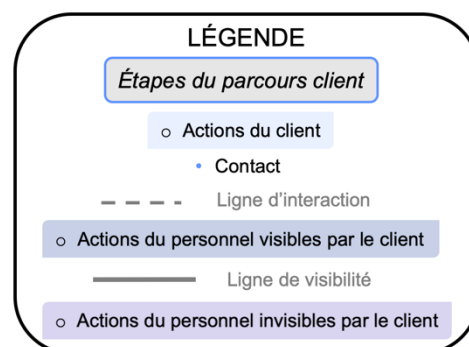 LÉGENDE
Étapes du parcours client
o Actions du client
• Contact
Ligne d'interaction
o Actions du personnel visibles par le client
Ligne de visibilité
o Actions du personnel invisibles par le client